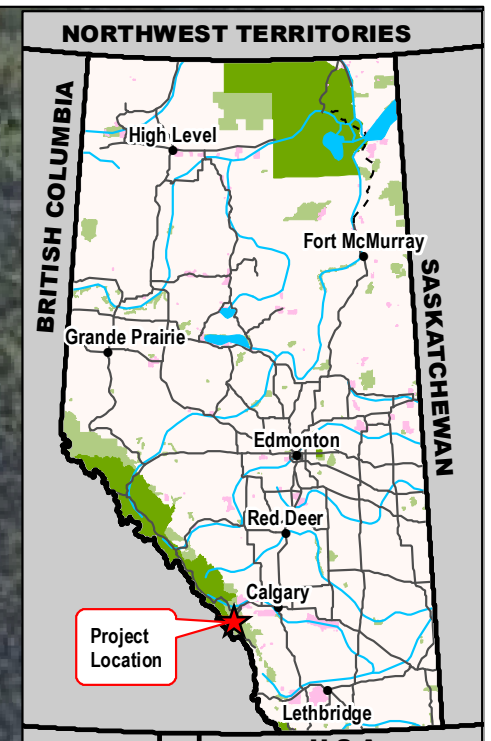 NORTHWEST TERRITORIES
BRITISH COLUMBIA
High Level
Fort McMurray
SASKATCHEWAN
Grande Prairie
Edmonton
Red Deer
Calgary
Project
Location
Lethbridge